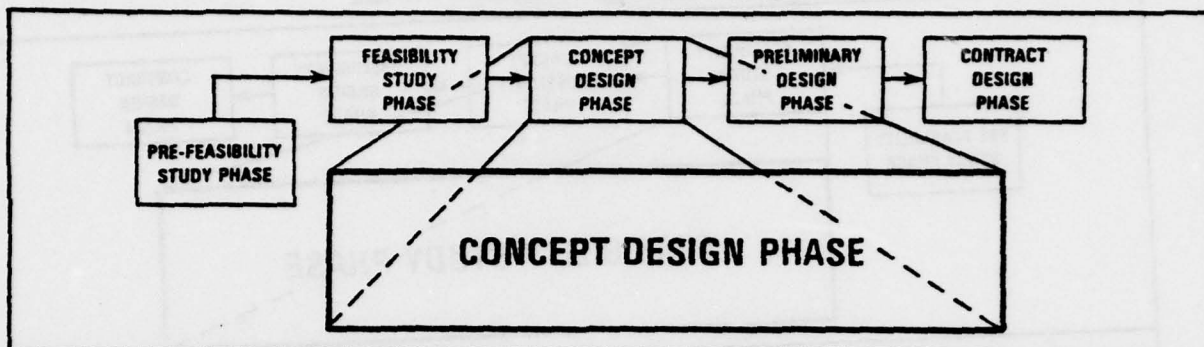 FEASIBILITY
STUDY
PHASE
CONCEPT
DESIGN
PHASE
PRELIMINARY
DESIGN
PHASE
CONTRACT
DESIGN
PHASE
PRE-FEASIBILITY
STUDY PHASE
CONCEPT DESIGN PHASE